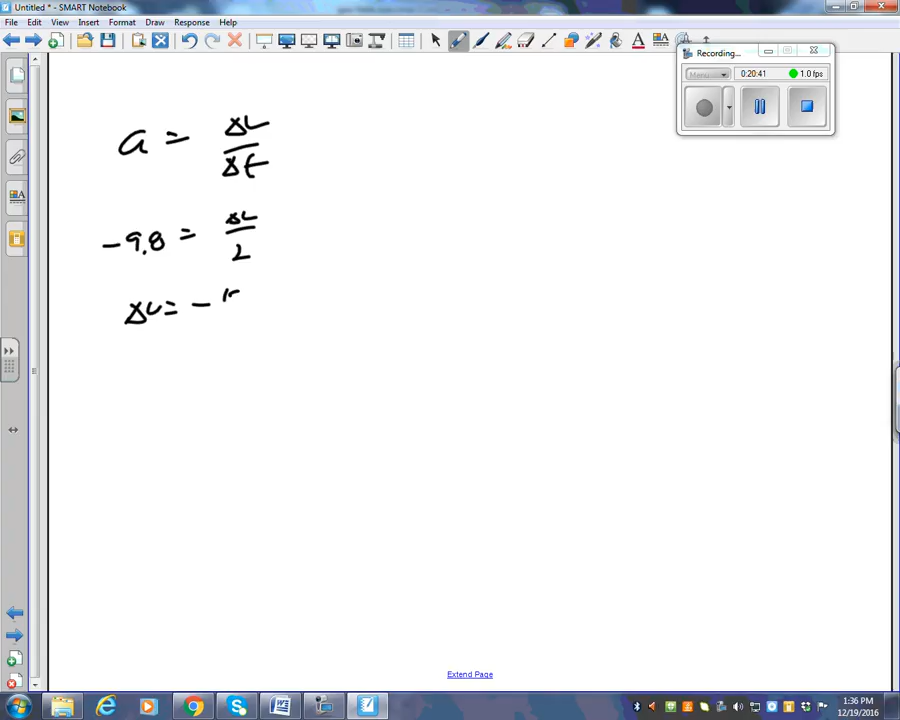 Untitled * - SMART Notebook
File Edit View Insert Format Draw Response Help
Recording...
Menu 0:20:41 1.0 fps
a = Δv
Δt
-9.8 = Δv
2
Δv = -
Extend Page
1:36 PM
12/19/2016